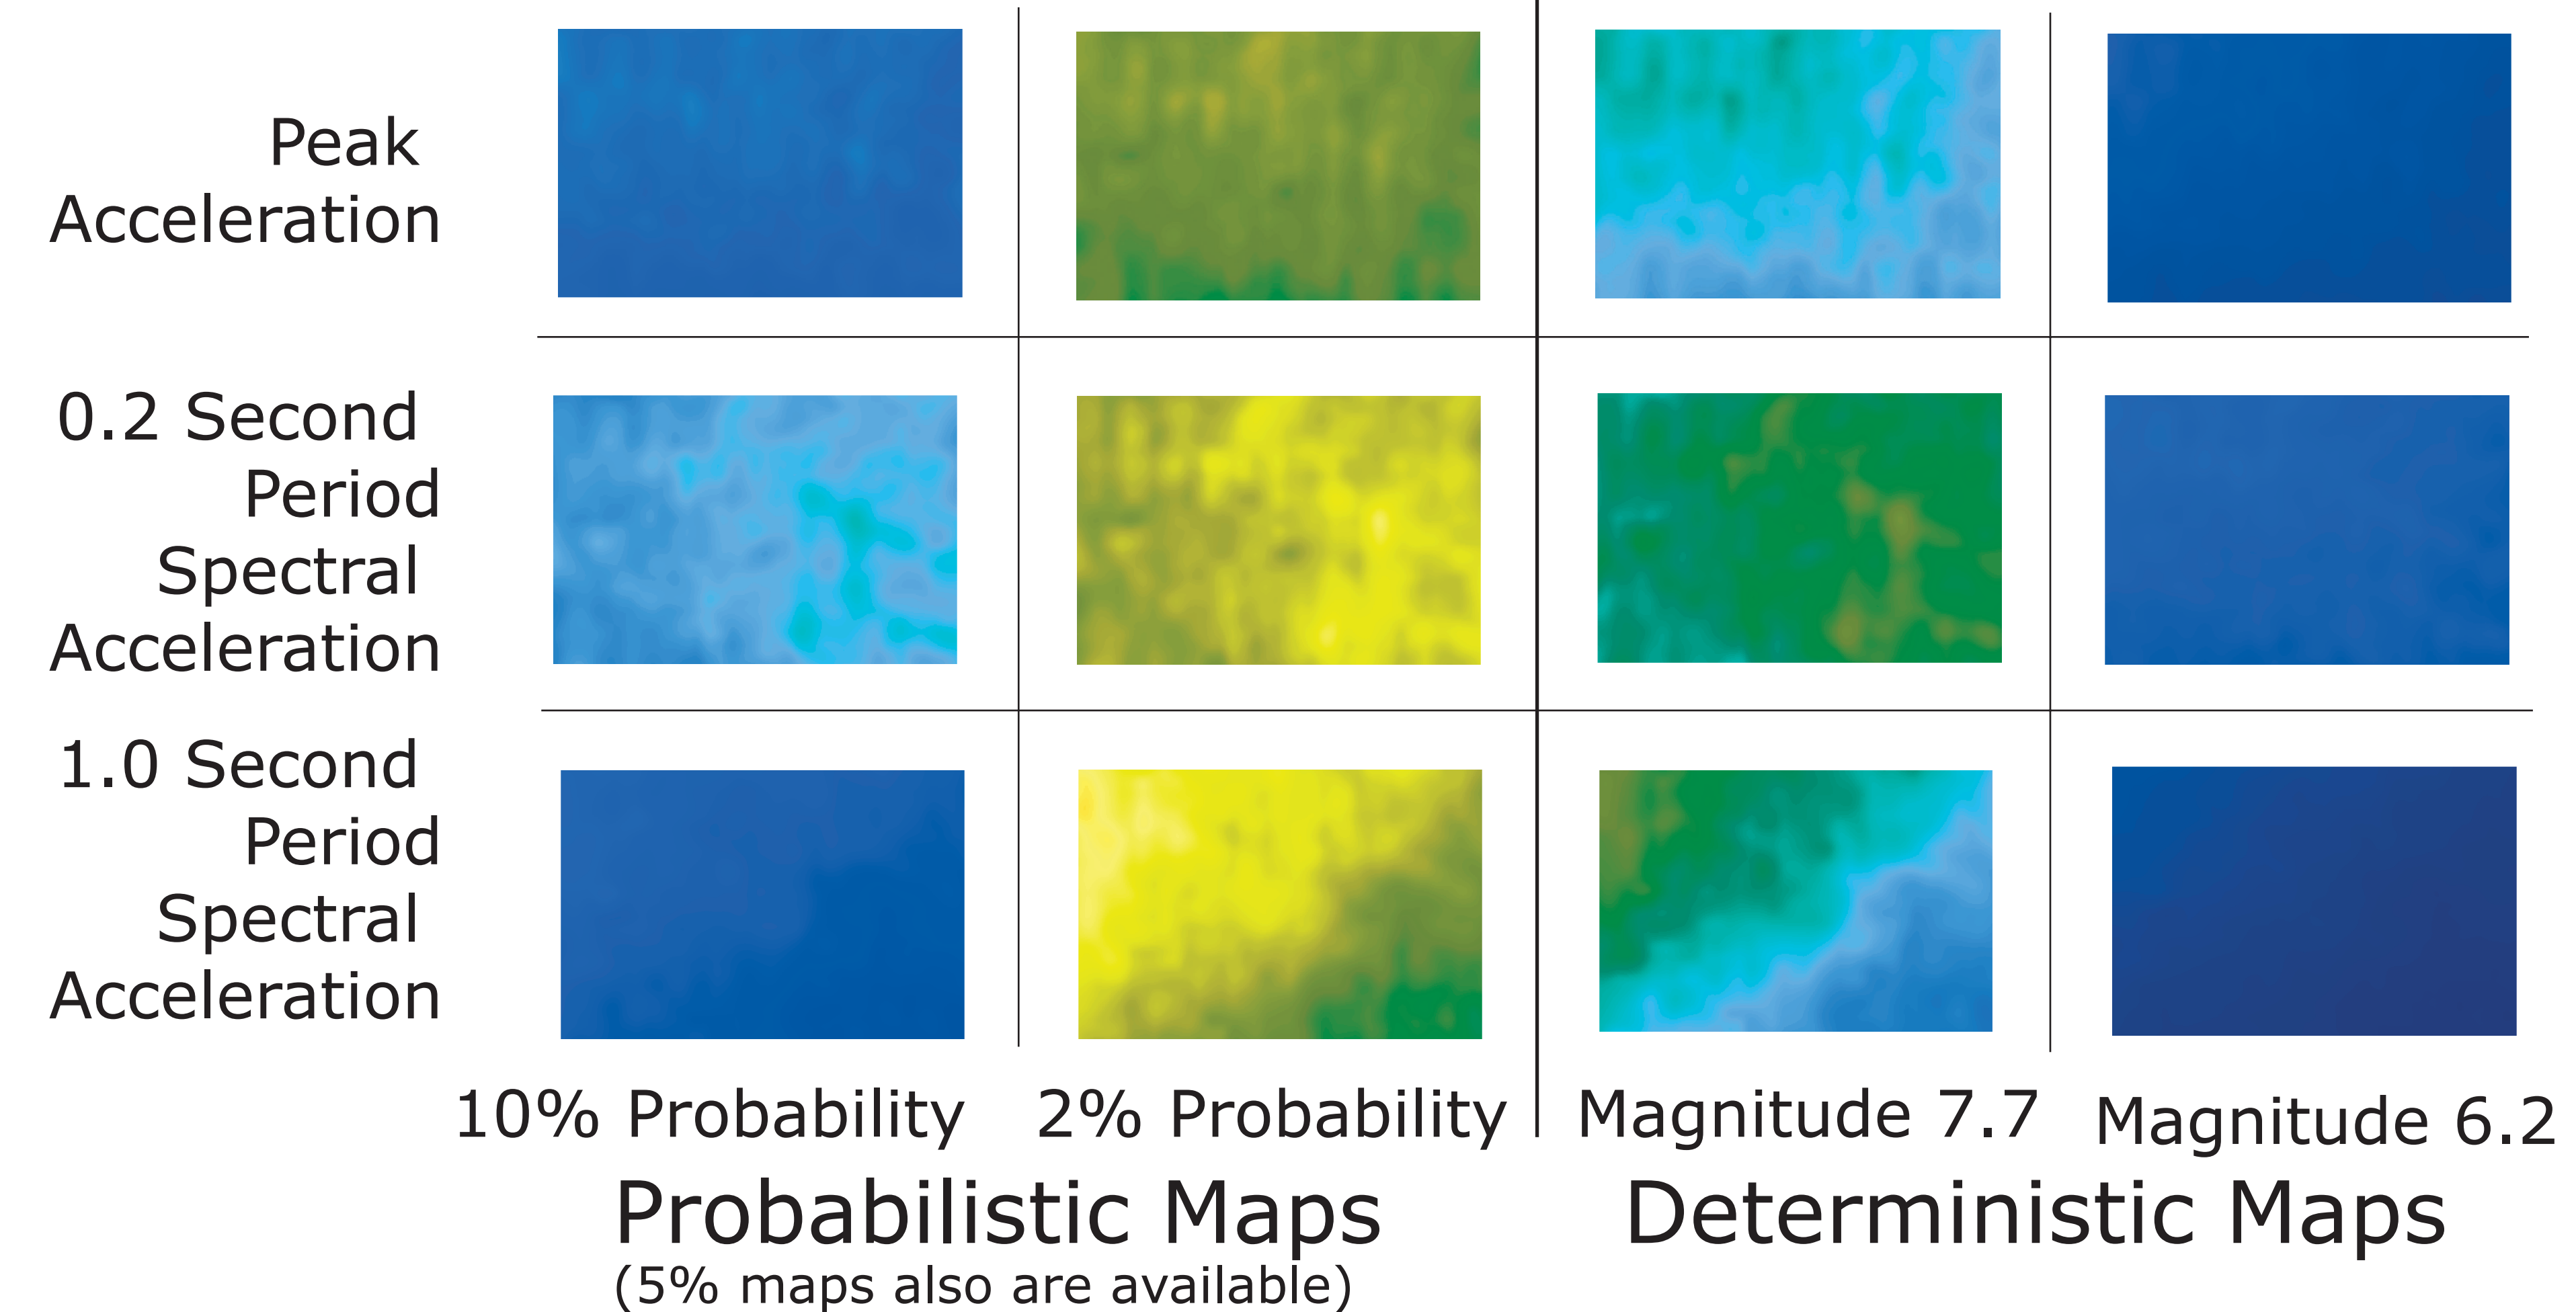 Peak
Acceleration
0.2 Second
Period
Spectral
Acceleration
1.0 Second
Period
Spectral
Acceleration
10% Probability
2% Probability
Magnitude 7.7
Magnitude 6.2
Probabilistic Maps
(5% maps also are available)
Deterministic Maps